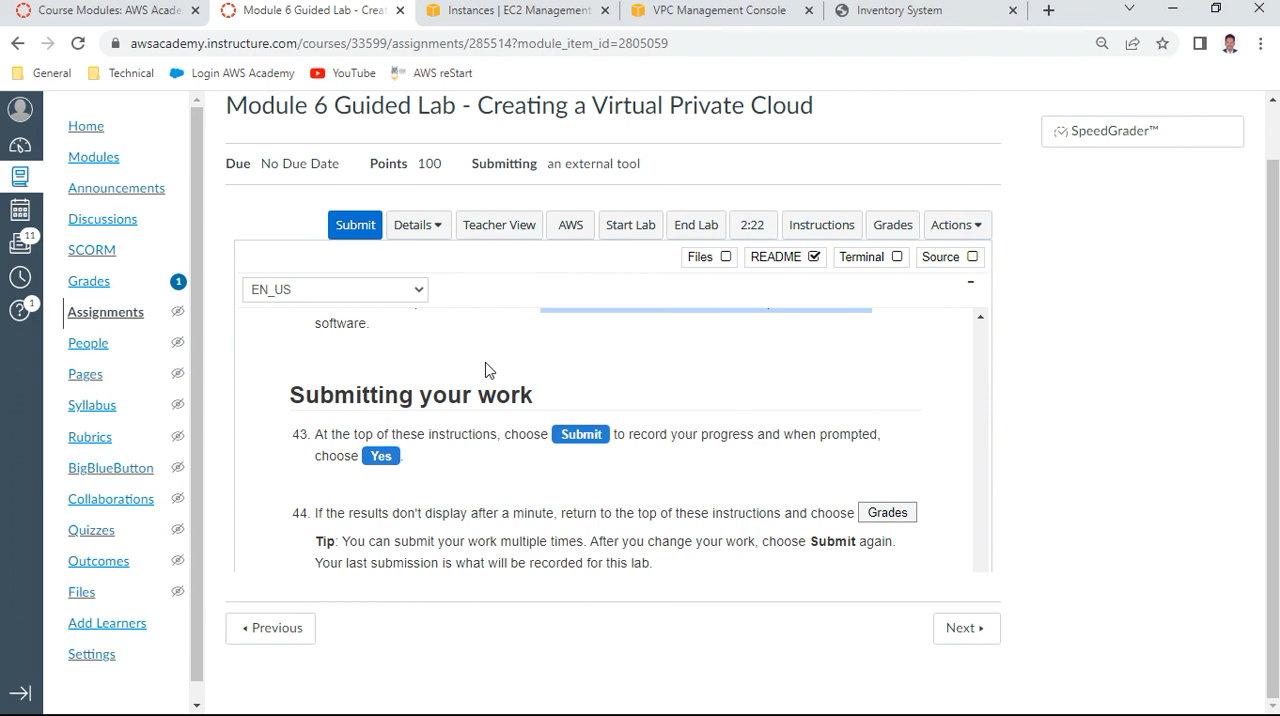 Course Modules: AWS Acade
Module 6 Guided Lab - Creat
Instances | EC2 Management
VPC Management Console
Inventory System
awsacademy.instructure.com/courses/33599/assignments/285514?module_item_id=2805059
General
Technical
Login AWS Academy
YouTube
AWS reStart
Home
Modules
Announcements
Discussions
SCORM
Grades
1
Assignments
People
Pages
Syllabus
Rubrics
BigBlueButton
Collaborations
Quizzes
Outcomes
Files
Add Learners
Settings
11
1
Module 6 Guided Lab - Creating a Virtual Private Cloud
Due No Due Date Points 100 Submitting an external tool
SpeedGrader™
Submit Details Teacher View AWS Start Lab End Lab 2:22 Instructions Grades Actions
Files README Terminal Source
EN_US
software.
Submitting your work
43. At the top of these instructions, choose Submit to record your progress and when prompted,
choose Yes.
44. If the results don't display after a minute, return to the top of these instructions and choose Grades
Tip: You can submit your work multiple times. After you change your work, choose Submit again.
Your last submission is what will be recorded for this lab.
Previous
Next